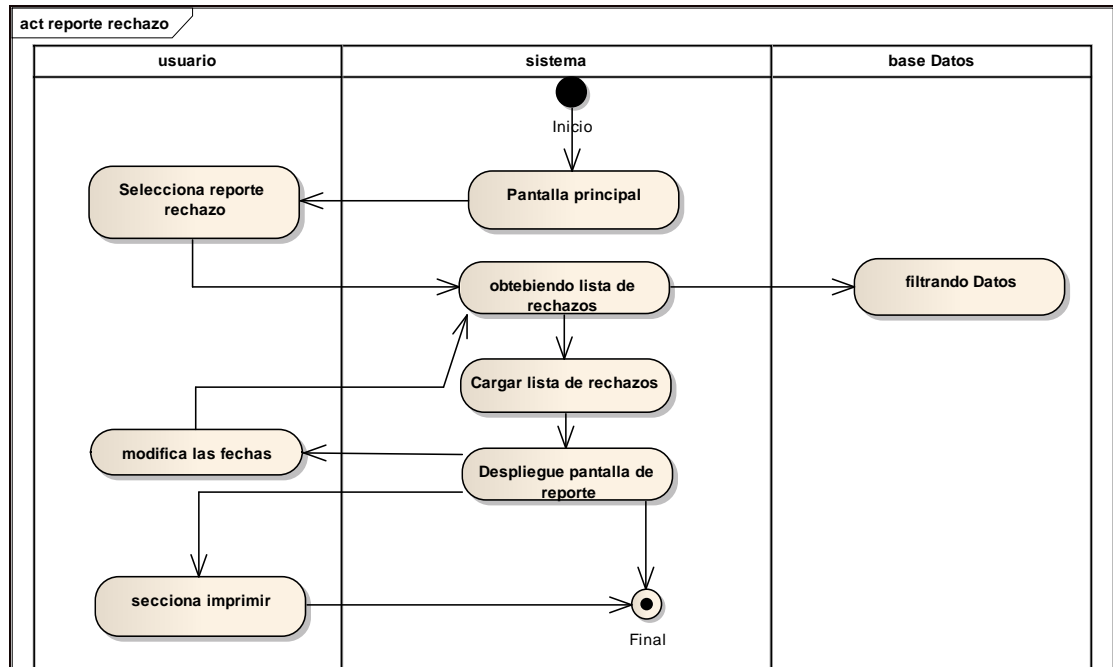 act reporte rechazo
usuario
sistema
base Datos
Inicio
Selecciona reporte
rechazo
Pantalla principal
obtebiendo lista de
rechazos
filtrando Datos
Cargar lista de rechazos
modifica las fechas
Despliegue pantalla de
reporte
secciona imprimir
Final